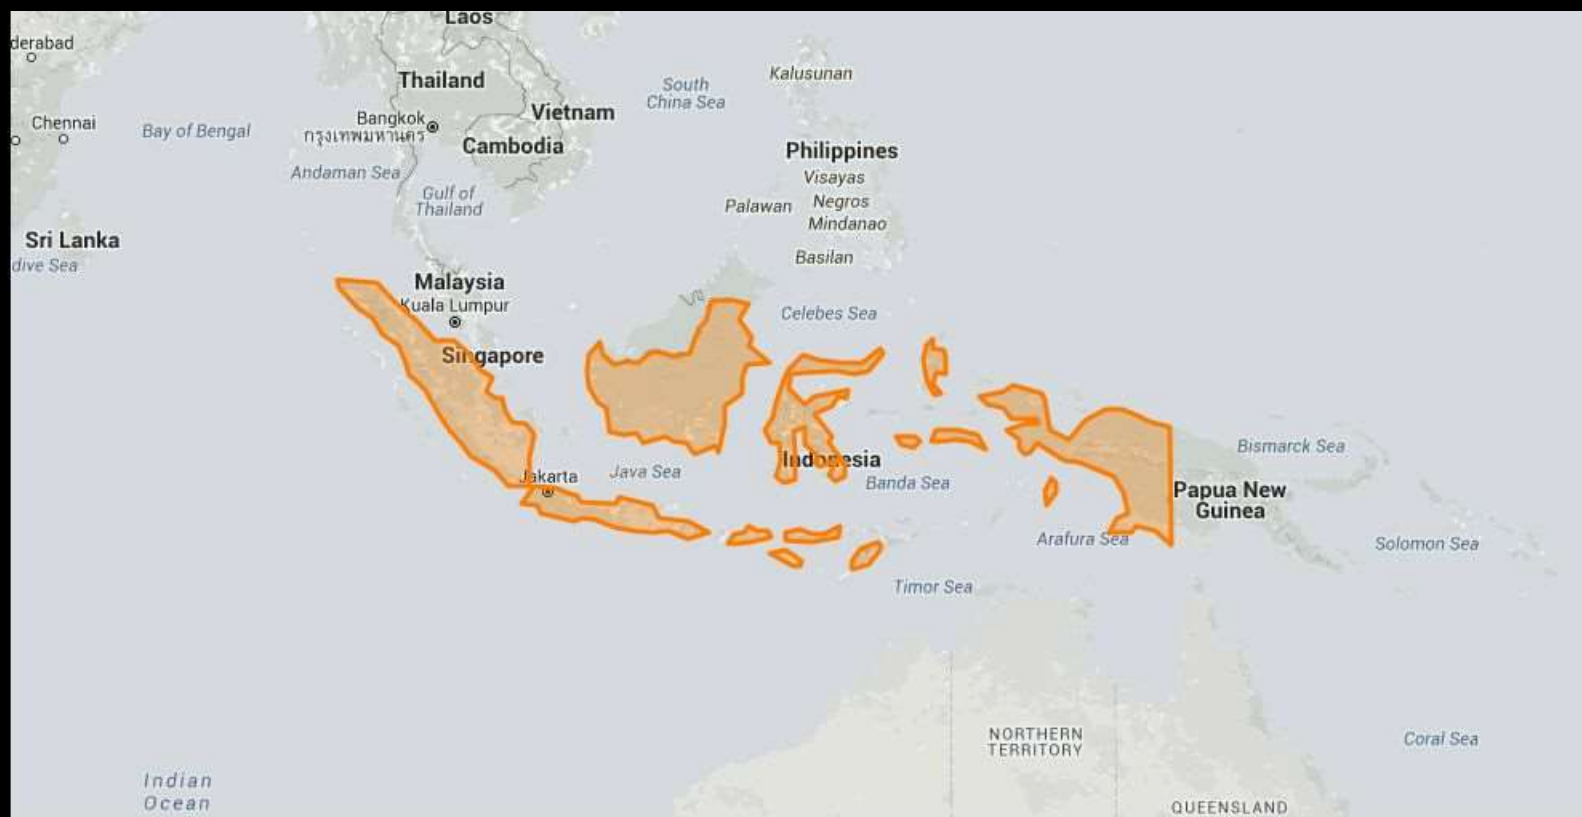 Laos
derabad
Thailand
South
China Sea
Kalusunan
Chennai
Bay of Bengal
Bangkok
กรุงเทพมหานคร
Vietnam
Cambodia
Philippines
Andaman Sea
Visayas
Gulf of
Thailand
Palawan
Negros
Mindanao
Sri Lanka
dive Sea
Basilan
Malaysia
Kuala Lumpur
Celebes Sea
Singapore
Bismarck Sea
Indonesia
Java Sea
Jakarta
Banda Sea
Papua New
Guinea
Arafura Sea
Solomon Sea
Timor Sea
NORTHERN
TERRITORY
Coral Sea
Indian
Ocean
QUEENSLAND